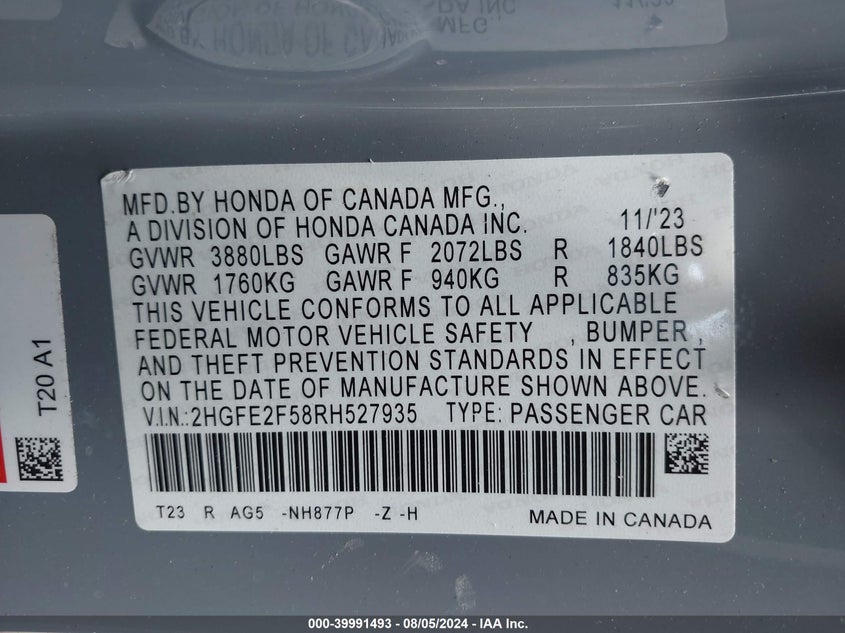 MFD.BY HONDA OF CANADA MFG.,
A DIVISION OF HONDA CANADA INC. 11/'23
GVWR 3880LBS GAWR F 2072LBS R 1840LBS
GVWR 1760KG GAWR F 940KG R 835KG
THIS VEHICLE CONFORMS TO ALL APPLICABLE
FEDERAL MOTOR VEHICLE SAFETY , BUMPER ,
AND THEFT PREVENTION STANDARDS IN EFFECT
ON THE DATE OF MANUFACTURE SHOWN ABOVE.
V.I.N.:2HGFE2F58RH527935 TYPE: PASSENGER CAR
T23 R AG5 -NH877P -Z -H MADE IN CANADA
T20 A1
000-39991493 - 08/05/2024 - IAA Inc.